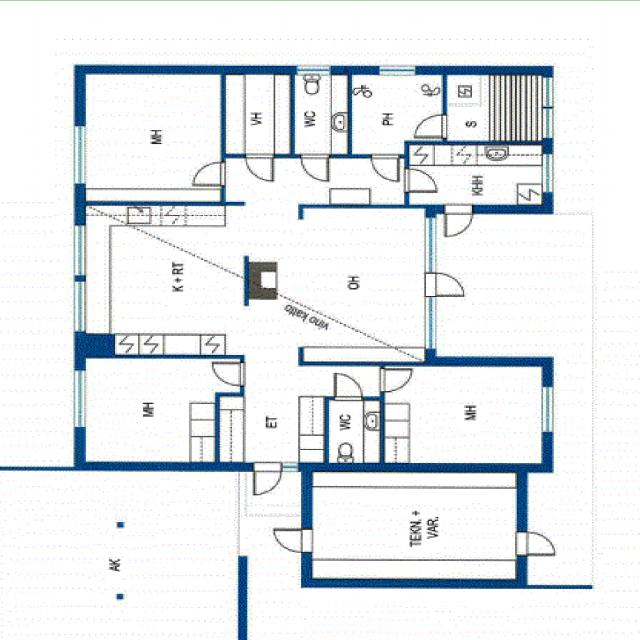 MH
VH
WC
PH
S
KHH
K + RT
OH
vino katto
MH
ET
WC
MH
TEKN. +
VAR.
AK